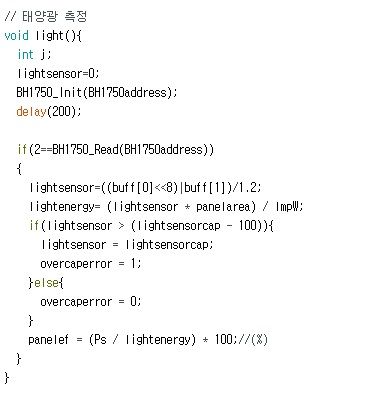 // 태양광 측정
void light(){
  int j;
  lightsensor=0;
  BH1750_Init(BH1750address);
  delay(200);

  if(2==BH1750_Read(BH1750address))
  {
    lightsensor=((buff[0]<<8)|buff[1])/1.2;
    lightenergy= (lightsensor * panelarea) / lmpW;
    if(lightsensor > (lightsensorcap - 100)){
      lightsensor = lightsensorcap;
      overcaperror = 1;
    }else{
      overcaperror = 0;
    }
    panelef = (Ps / lightenergy) * 100;//(%)
  }
}